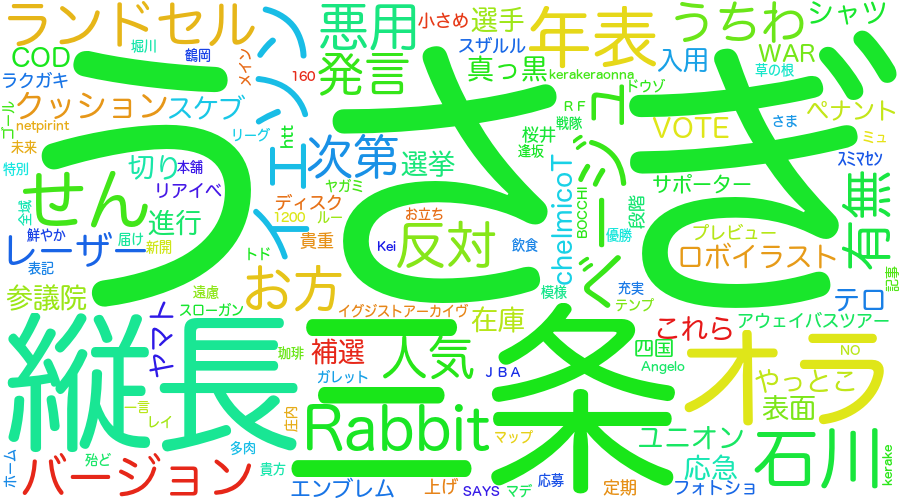 ランドセル
悪用
小さめ
選手
年表
うちわ
シャツ
堀川
鶴岡
メイン
COD
ラクガキ
スザルル
真っ黒
kerakeraonna
入用
WAR
草の根
発言
160
クッション
スケブ
イエソン
うさぎ
ゴール
netpirint
未来
リーグ
htt
RF
ドゥゾ
戦隊
桜井
逢坂
VOTE
さま
ペナント
ミュ
特別
切り
本舗
リアイベ
次第
選挙
ヤガミ
chelmicoT
BOCCHI
ベージュ
サポーター
段階
スミマセン
せん
全域
進行
ディスク
1200
ルー
お立ち
貴重
反対
飲食
優勝
プレビュー
有無
鮮やか
届け
新開
レーザー
表記
トド
Kei
ロボイラスト
記事
お方
模様
充実
テンプ
テロ
参議院
遠慮
スローガン
イグジストアーカイヴ
在庫
これら
アウェイバスツアー
縦長
ヤマト
珈琲
補選
人気
四国
Angelo
オラ
NO
ガレット
JBA
三条
やっとこ
表面
一言
レイ
庄内
Rabbit
マップ
ユニオン
石川
kerake
ホーム
バージョン
殆ど
多肉
貴方
エンブレム
上げ
SAYS
マデ
応募
定期
応急
フォトショ